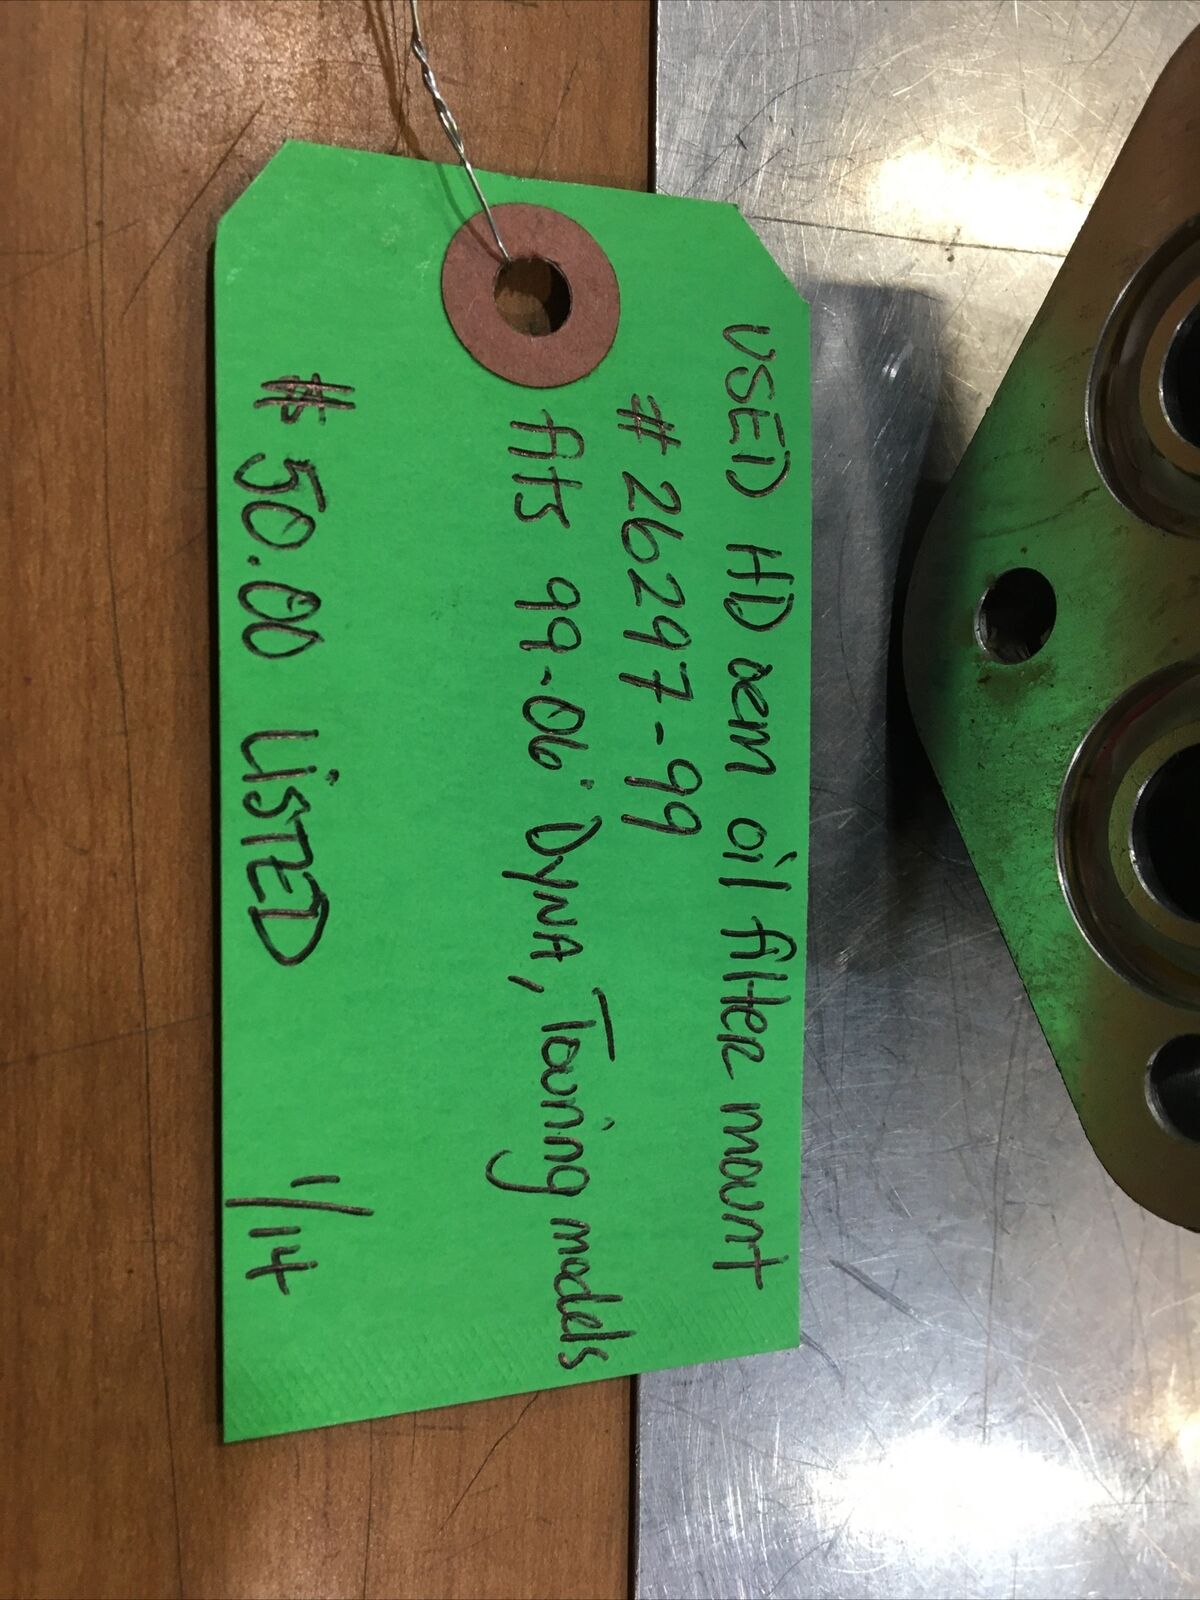 USED HD oem oil filter mount
# 26297-99
fits 99-06' DYNA, Touring models
$ 50.00 LISTED 1/14